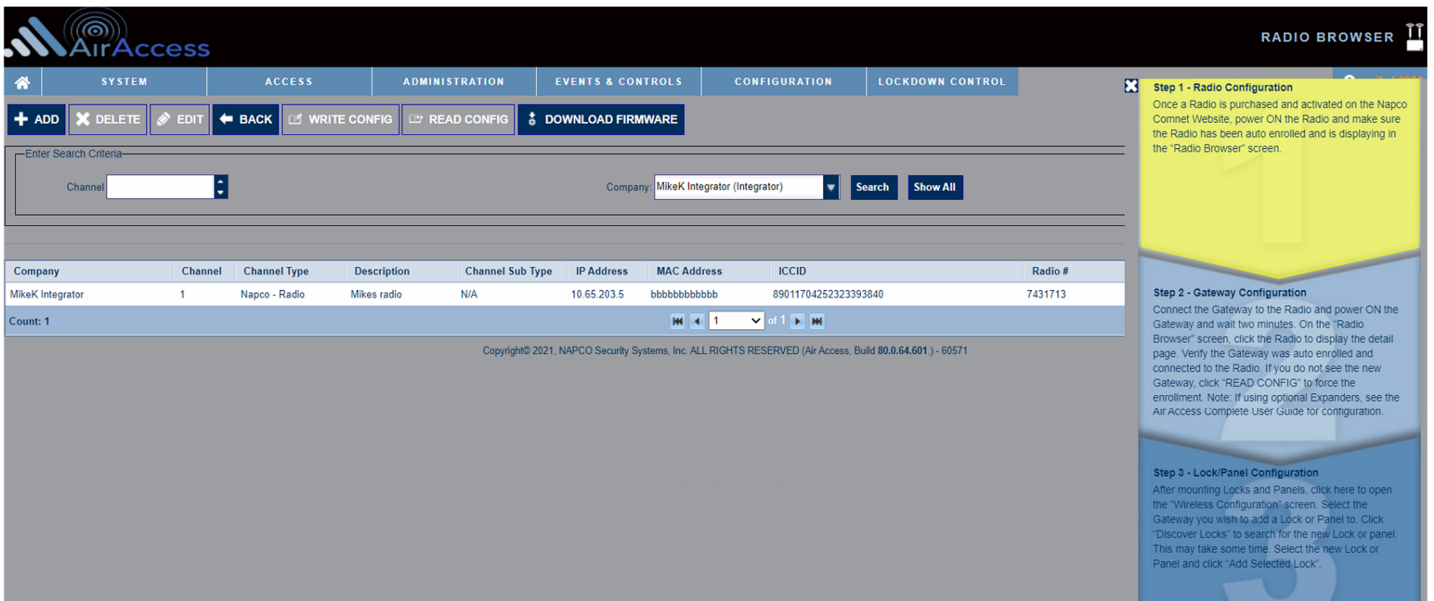 AirAccess
RADIO BROWSER
SYSTEM
ACCESS
ADMINISTRATION
EVENTS & CONTROLS
CONFIGURATION
LOCKDOWN CONTROL
ADD
DELETE
EDIT
BACK
WRITE CONFIG
READ CONFIG
DOWNLOAD FIRMWARE
Enter Search Criteria
Channel
Company:
MikeK Integrator (Integrator)
Search
Show All
Company Channel Channel Type Description Channel Sub Type IP Address MAC Address ICCID Radio #
MikeK Integrator 1 Napco - Radio Mikes radio N/A 10.65.203.5 bbbbbbbbbbbb 89011704252323393840 7431713
Count: 1
1 of 1
Copyright© 2021, NAPCO Security Systems, Inc. ALL RIGHTS RESERVED (Air Access, Build 80.0.64.601.) - 60571
Step 1 - Radio Configuration
Once a Radio is purchased and activated on the Napco
Comnet Website, power ON the Radio and make sure
the Radio has been auto enrolled and is displaying in
the “Radio Browser” screen.
1
Step 2 - Gateway Configuration
Connect the Gateway to the Radio and power ON the
Gateway and wait two minutes. On the “Radio
Browser” screen, click the Radio to display the detail
page. Verify the Gateway was auto enrolled and
connected to the Radio. If you do not see the new
Gateway, click “READ CONFIG” to force the
enrollment. Note: If using optional Expanders, see the
Air Access Complete User Guide for configuration.
2
Step 3 - Lock/Panel Configuration
After mounting Locks and Panels, click here to open
the “Wireless Configuration” screen. Select the
Gateway you wish to add a Lock or Panel to. Click
“Discover Locks” to search for the new Lock or panel.
This may take some time. Select the new Lock or
Panel and click “Add Selected Lock”.
3